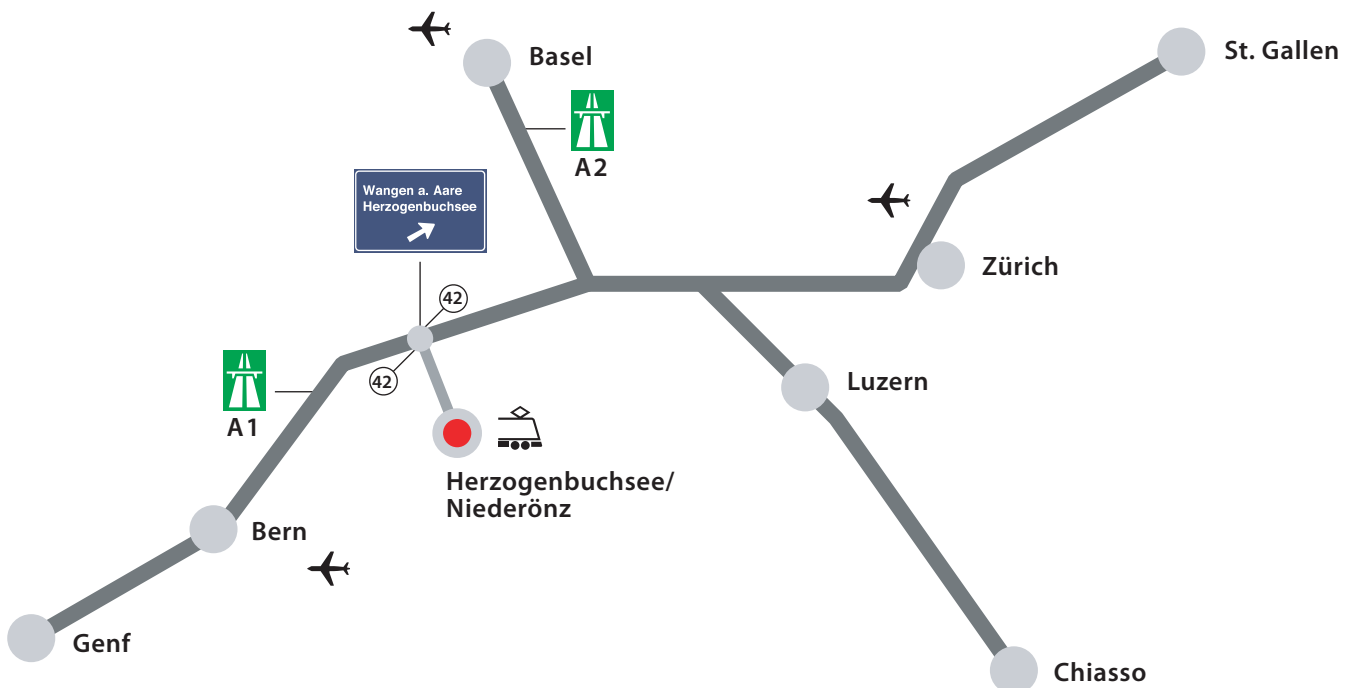 Basel
St. Gallen
A2
Wangen a. Aare
Herzogenbuchsee
Zürich
42
A1
42
Luzern
Herzogenbuchsee/
Niederönz
Bern
Genf
Chiasso